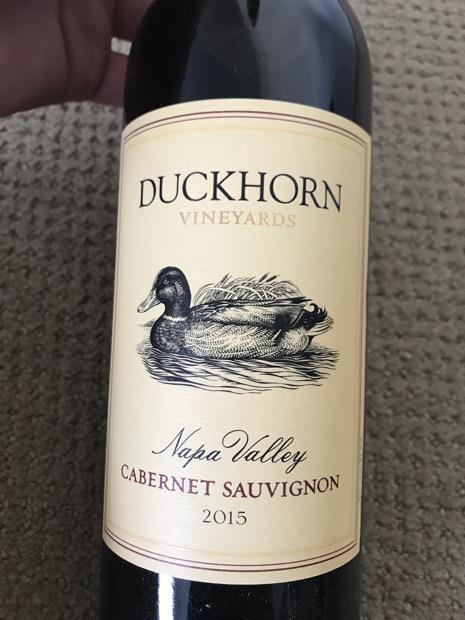 DUCKHORN
VINEYARDS
Napa Valley
CABERNET SAUVIGNON
2015